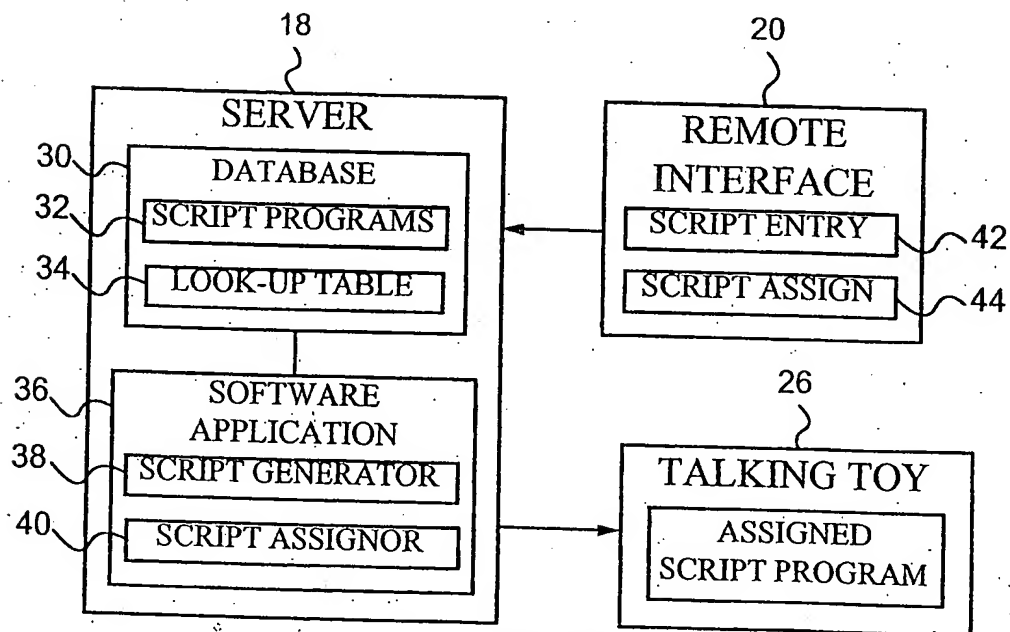 18
20
SERVER
REMOTE
INTERFACE
30
DATABASE
32
SCRIPT PROGRAMS
SCRIPT ENTRY
42
34
LOOK-UP TABLE
SCRIPT ASSIGN
44
36
SOFTWARE
APPLICATION
26
38
SCRIPT GENERATOR
TALKING TOY
40
SCRIPT ASSIGNOR
ASSIGNED
SCRIPT PROGRAM